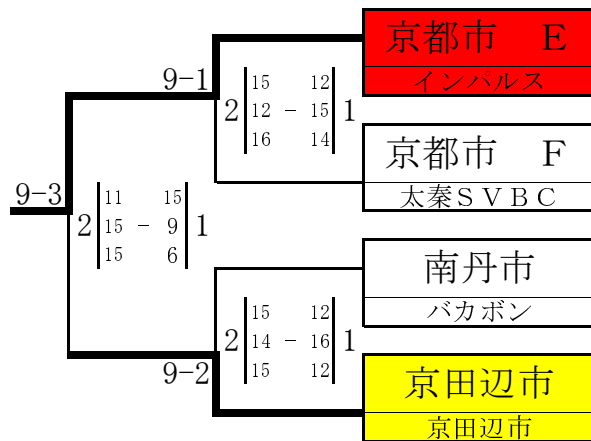 京都市　E
インパルス
9-1
2 15 12 1
12 - 15
16 14
京都市　F
太秦ＳＶＢＣ
9-3
2 11 15 1
15 - 9
15 6
南丹市
バカボン
2 15 12 1
14 - 16
15 12
9-2
京田辺市
京田辺市